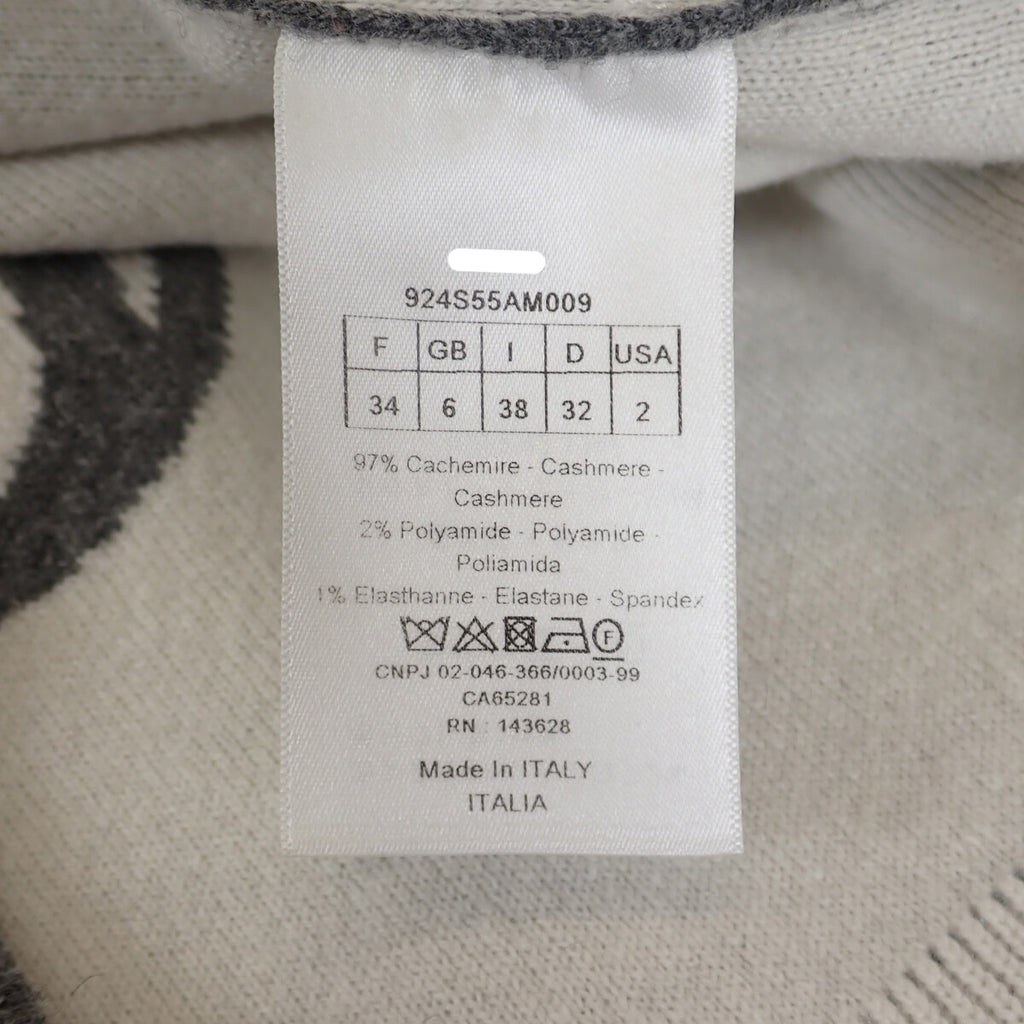 924S55AM009
F GB I D USA
34 6 38 32 2
97% Cachemire - Cashmere -
Cashmere
2% Polyamide - Polyamide -
Poliamida
1% Elasthanne - Elastane - Spandex
F
CNPJ 02-046-366/0003-99
CA65281
RN : 143628
Made In ITALY
ITALIA